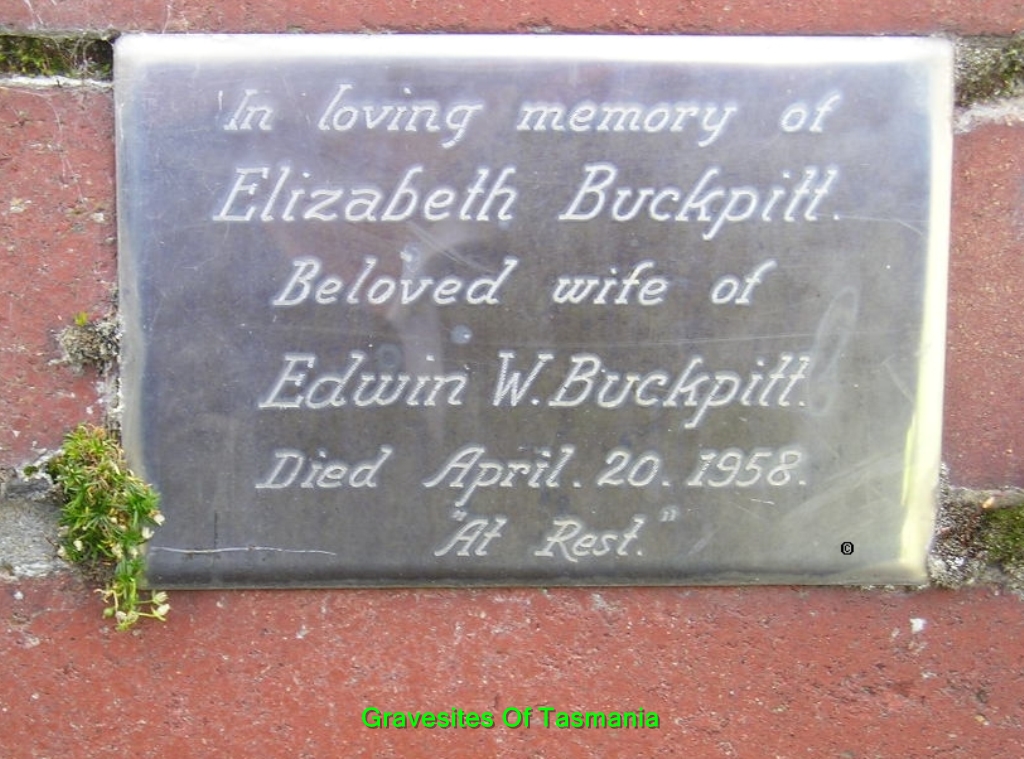 In loving memory of
Elizabeth Buckpitt.
Beloved wife of
Edwin W. Buckpitt.
Died April. 20. 1958.
"At Rest."
©
Gravesites Of Tasmania